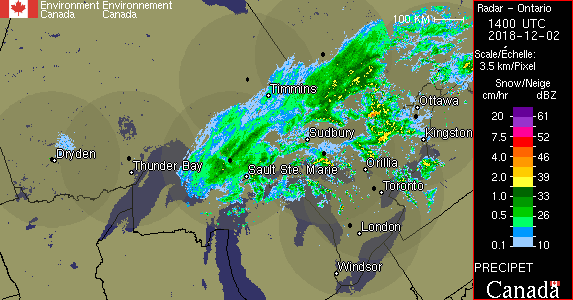 Environment Environnement
Canada Canada
100 KM
Timmins
Ottawa
Sudbury
Kingston
Dryden
Thunder Bay
Sault Ste. Marie
Orillia
Toronto
London
Windsor
Radar - Ontario
1400 UTC
2018-12-02
Scale/Échelle:
3.5 km/Pixel
Snow/Neige
cm/hr dBZ
20 61
7.5 52
4.0 46
2.0 39
1.0 33
0.5 26
0.1 10
PRECIPET
Canada